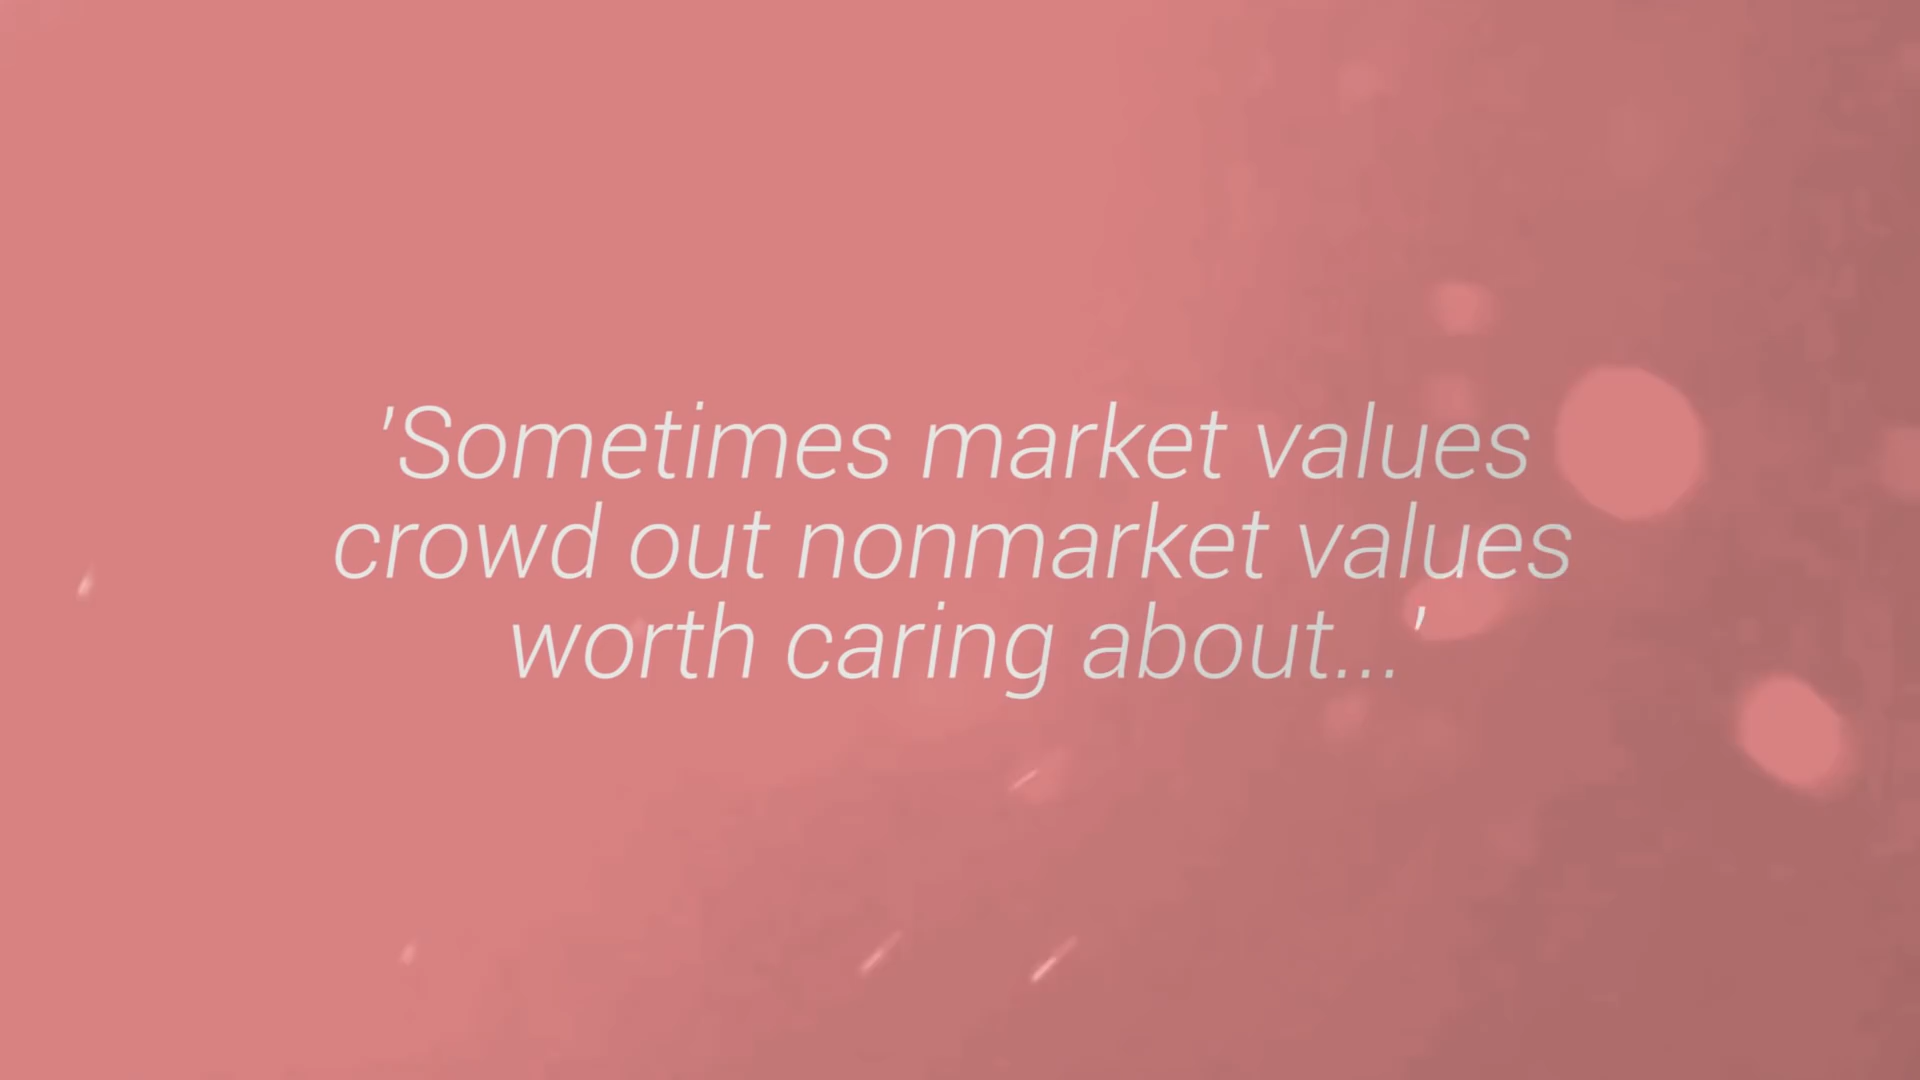 'Sometimes market values
crowd out nonmarket values
worth caring about...'